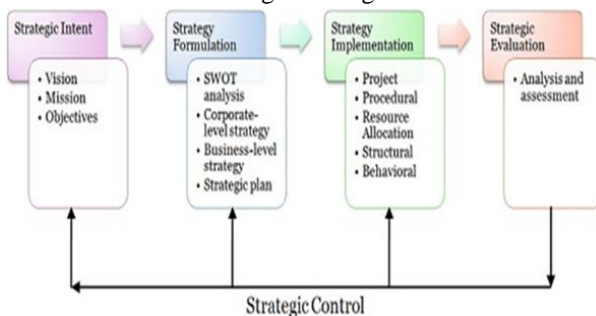 Strategic Intent
• Vision
• Mission
• Objectives
Strategy
Formulation
• SWOT
analysis
• Corporate-
level strategy
• Business-level
strategy
• Strategic plan
Strategy
Implementation
• Project
• Procedural
• Resource
Allocation
• Structural
• Behavioral
Strategic
Evaluation
• Analysis and
assessment
Strategic Control